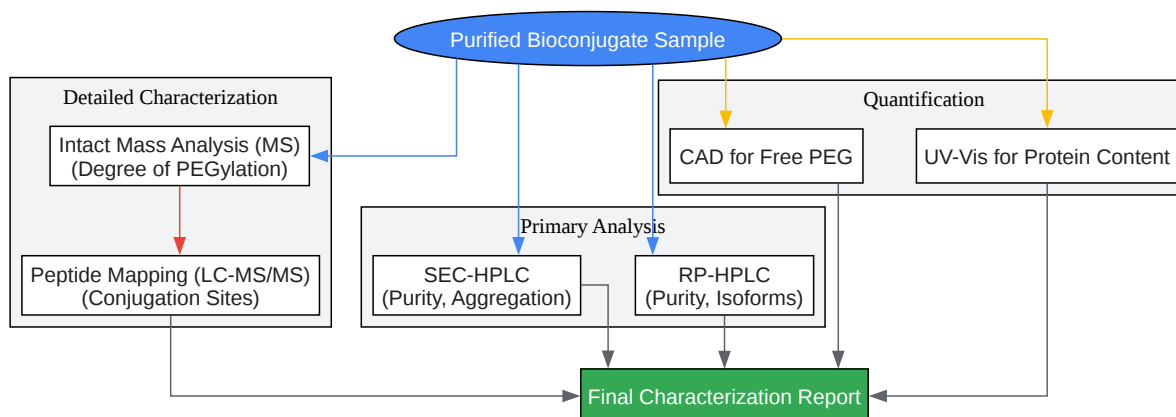 Purified Bioconjugate Sample
Detailed Characterization
Intact Mass Analysis (MS)
(Degree of PEGylation)
Peptide Mapping (LC-MS/MS)
(Conjugation Sites)
Primary Analysis
SEC-HPLC
(Purity, Aggregation)
RP-HPLC
(Purity, Isoforms)
Quantification
CAD for Free PEG
UV-Vis for Protein Content
Final Characterization Report